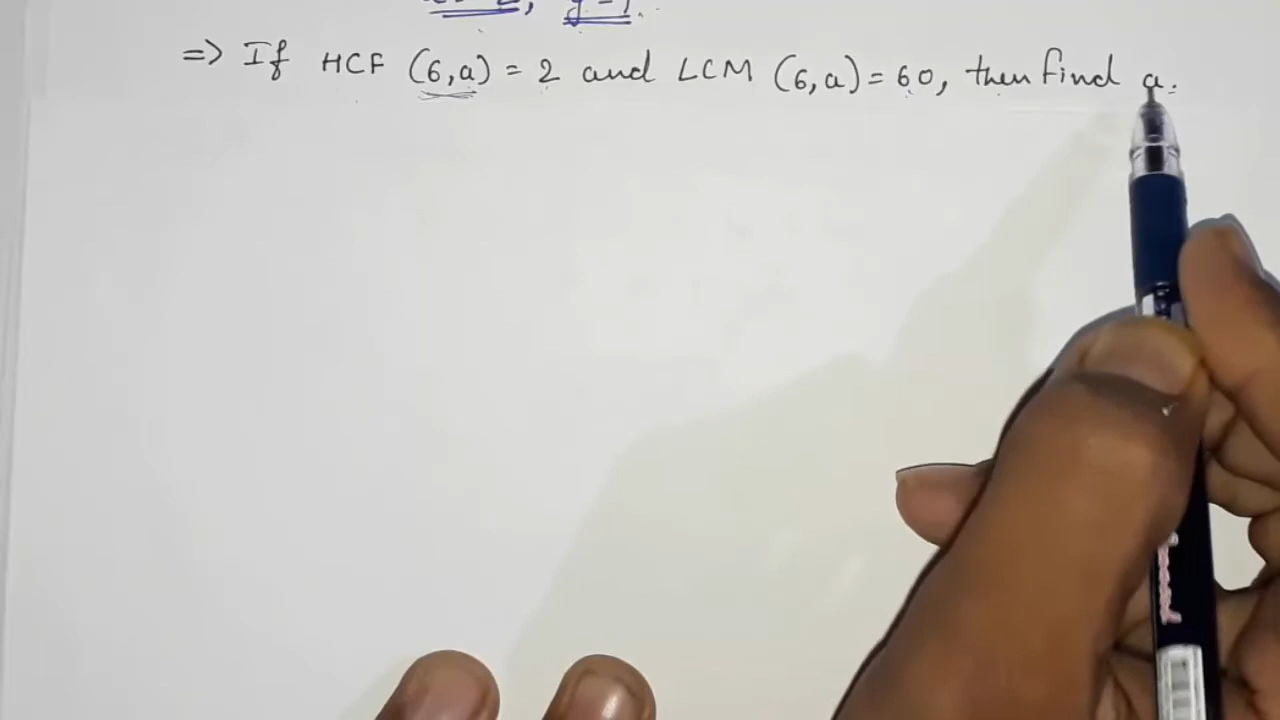 => If HCF (6,a) = 2 and LCM (6,a) = 60, then find a.